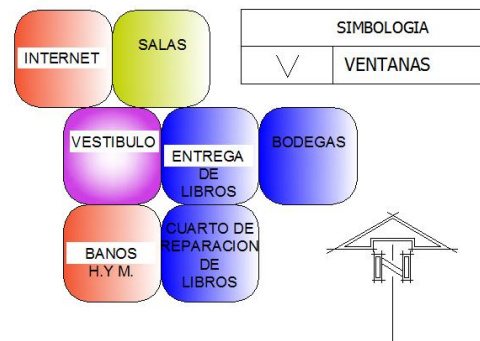 SIMBOLOGIA
VENTANAS
INTERNET
SALAS
VESTIBULO
ENTREGA
DE
LIBROS
BODEGAS
BANOS
H.Y M.
CUARTO DE
REPARACION
DE
LIBROS
N